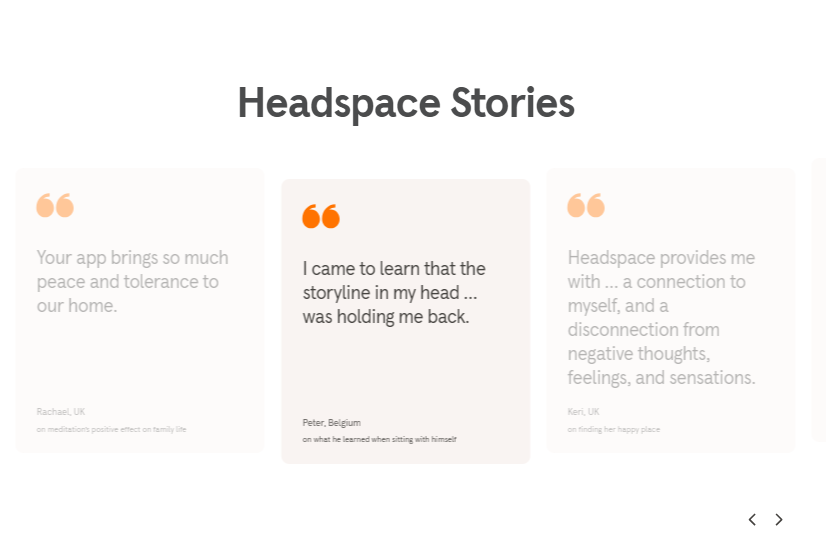 Headspace Stories
Your app brings so much
peace and tolerance to
our home.
Rachael, UK
on meditation's positive effect on family life
I came to learn that the
storyline in my head ...
was holding me back.
Peter, Belgium
on what he learned when sitting with himself
Headspace provides me
with ... a connection to
myself, and a
disconnection from
negative thoughts,
feelings, and sensations.
Keri, UK
on finding her happy place